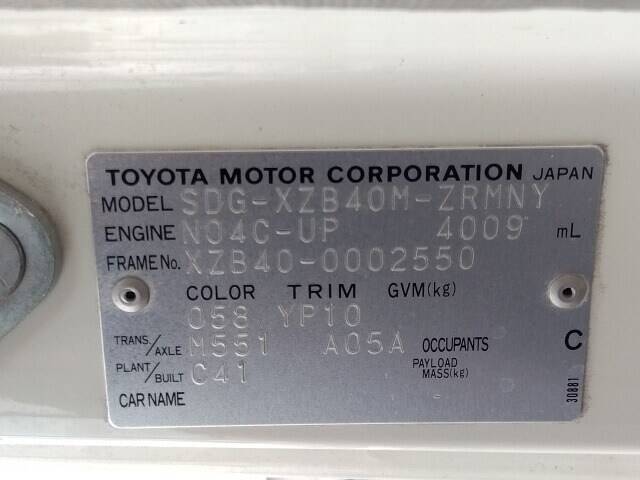 TOYOTA MOTOR CORPORATION JAPAN
MODEL SDG-XZB40M-ZRMNY
ENGINE N04C-UP 4009 mL
FRAME No. XZB40-0002550
COLOR TRIM GVM(kg)
058 YP10
TRANS./AXLE M551 A05A OCCUPANTS C
PLANT/BUILT C41 PAYLOAD MASS(kg)
CAR NAME -
30881